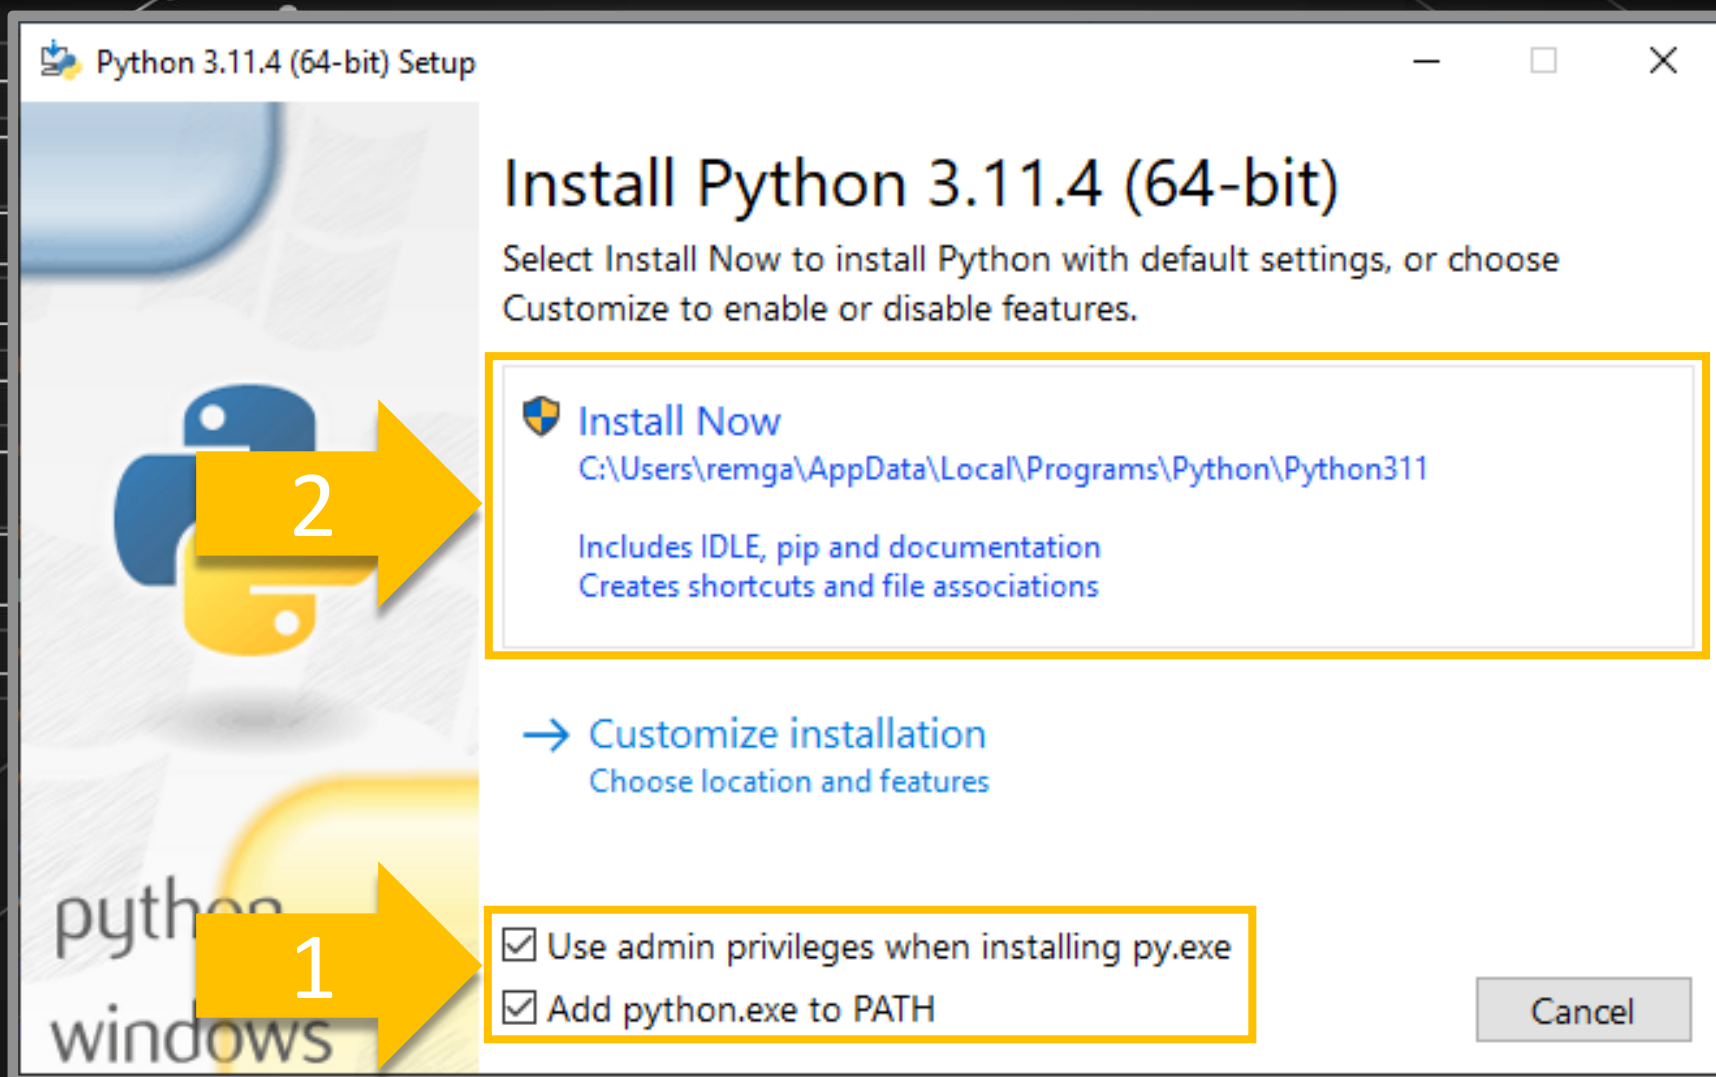 Python 3.11.4 (64-bit) Setup
Install Python 3.11.4 (64-bit)
Select Install Now to install Python with default settings, or choose
Customize to enable or disable features.
Install Now
C:\Users\remga\AppData\Local\Programs\Python\Python311
2
Includes IDLE, pip and documentation
Creates shortcuts and file associations
Customize installation
Choose location and features
python
windows
1
Use admin privileges when installing py.exe
Add python.exe to PATH
Cancel